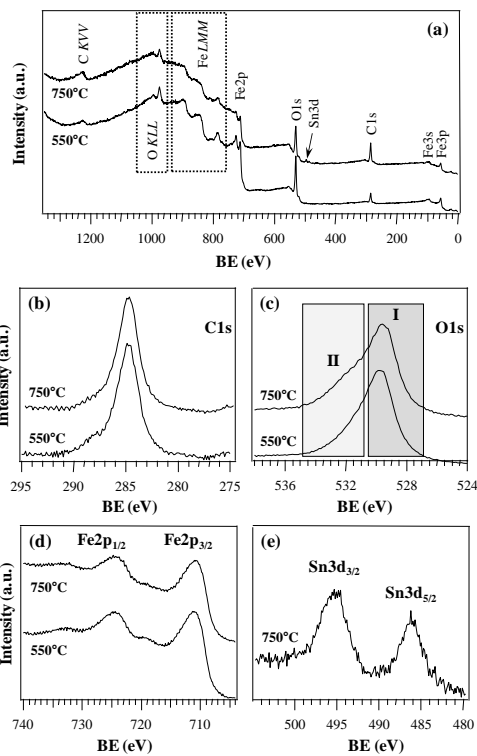 (a)
C KVV
O KLL
Fe LMM
Fe2p
O1s
Sn3d
C1s
Fe3s
Fe3p
750°C
550°C
Intensity (a.u.)
1200 1000 800 600 400 200 0
BE (eV)
(b)
C1s
750°C
550°C
Intensity (a.u.)
295 290 285 280 275
BE (eV)
(c)
I
O1s
II
750°C
550°C
536 532 528 524
BE (eV)
(d)
Fe2p1/2 Fe2p3/2
750°C
550°C
Intensity (a.u.)
740 730 720 710
BE (eV)
(e)
Sn3d3/2
Sn3d5/2
750°C
500 495 490 485 480
BE (eV)